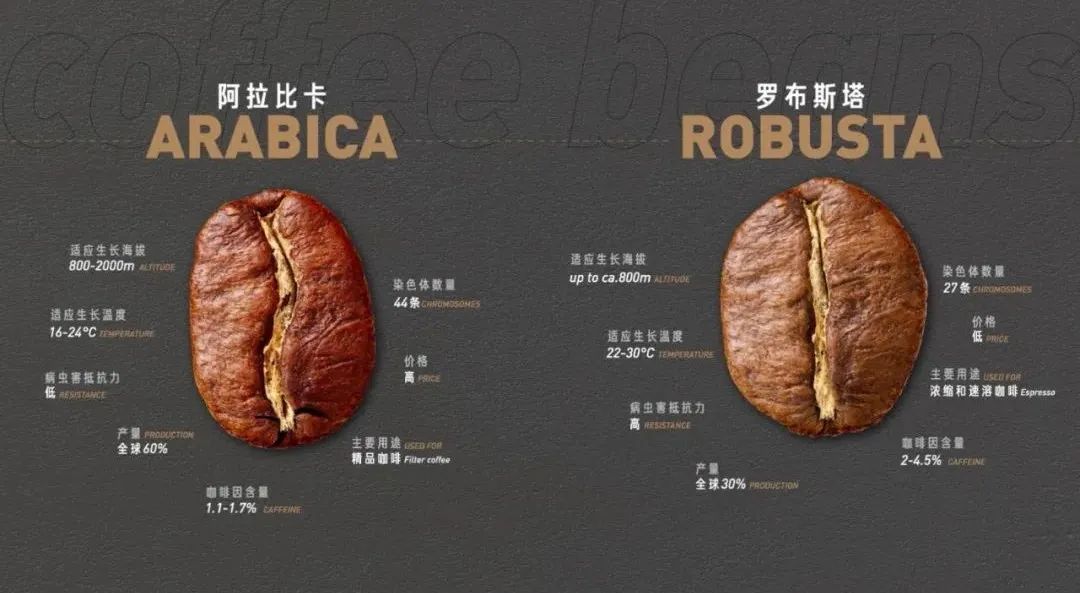 coffee beans
阿拉比卡
ARABICA
适应生长海拔
800-2000m ALTITUDE
适应生长温度
16-24°C TEMPERATURE
病虫害抵抗力
低 RESISTANCE
产量 PRODUCTION
全球60%
咖啡因含量
1.1-1.7% CAFFEINE
染色体数量
44条 CHROMOSOMES
价格
高 PRICE
主要用途 USED FOR
精品咖啡 Filter coffee
罗布斯塔
ROBUSTA
适应生长海拔
up to ca.800m ALTITUDE
适应生长温度
22-30°C TEMPERATURE
病虫害抵抗力
高 RESISTANCE
产量
全球30% PRODUCTION
染色体数量
27条 CHROMOSOMES
价格
低 PRICE
主要用途 USED FOR
浓缩和速溶咖啡 Espresso
咖啡因含量
2-4.5% CAFFEINE